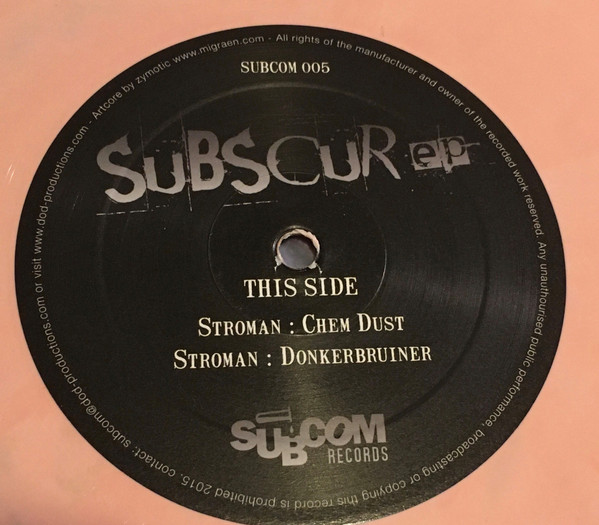 SUBCOM 005
SUBSCUR ep
THIS SIDE
STROMAN : CHEM DUST
STROMAN : DONKERBRUINER
SUBCOM
RECORDS
Artcore by zymotic www.migraen.com - All rights of the manufacturer and owner of the recorded work reserved. Any unauthourised public performance, broadcasting or copying this record is prohibited 2015. contact: subcom@dod-productions.com or visit www.dod-productions.com -